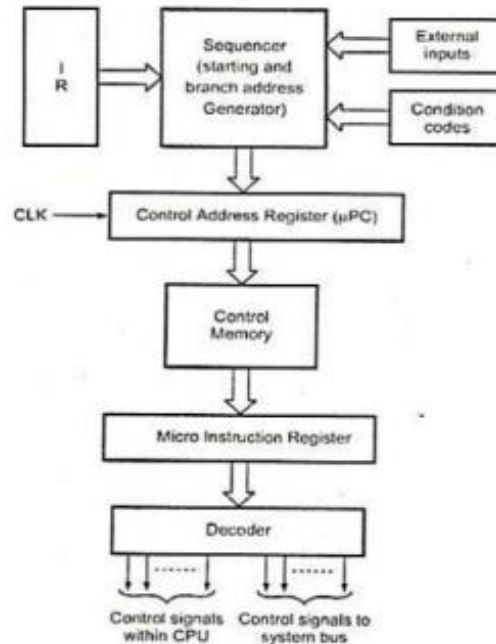 I
R
Sequencer
(starting and
branch address
Generator)
External
inputs
Condition
codes
CLK
Control Address Register (µPC)
Control
Memory
Micro Instruction Register
Decoder
Control signals
within CPU
Control signals to
system bus